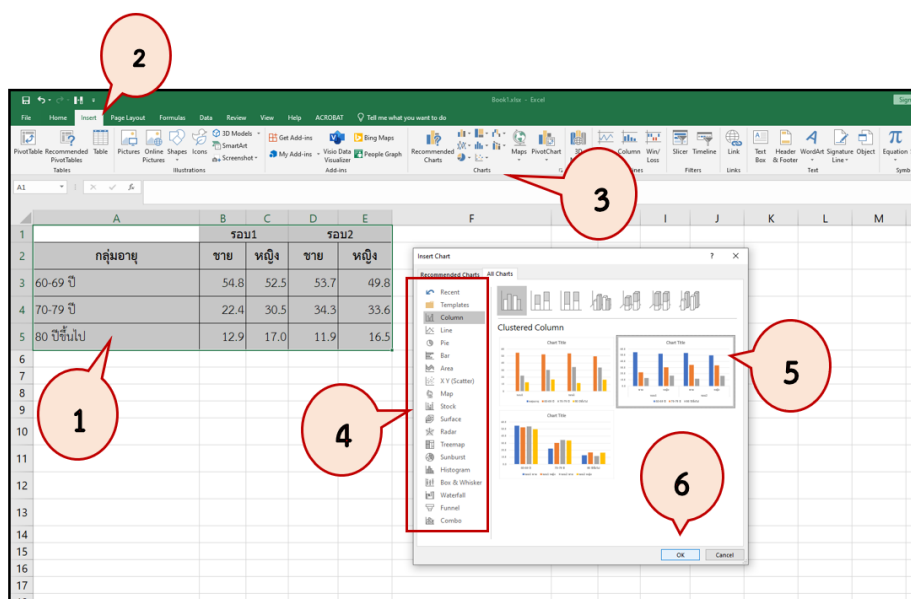 2
Book1.xlsx - Excel
Sign
File Home Insert Page Layout Formulas Data Review View Help ACROBAT Tell me what you want to do
PivotTable Recommended PivotTables Table Pictures Online Pictures Shapes Icons 3D Models SmartArt Screenshot Get Add-ins My Add-ins Visio Data Visualizer Bing Maps People Graph Recommended Charts Maps PivotChart 3D Line Column Win/Loss Slicer Timeline Link Text Box Header & Footer WordArt Signature Line Object Equation
Tables Illustrations Add-ins Charts Filters Links Text Symb
3
A1
A B C D E F I J K L M
1 รอบ1 รอบ2
2 กลุ่มอายุ ชาย หญิง ชาย หญิง
3 60-69 ปี 54.8 52.5 53.7 49.8
4 70-79 ปี 22.4 30.5 34.3 33.6
5 80 ปีขึ้นไป 12.9 17.0 11.9 16.5
6
7
8
9
10
11
12
13
14
15
16
17
1
Insert Chart ? ×
Recommended Charts All Charts
Recent
Templates
Column
Line
Pie
Bar
Area
X Y (Scatter)
Map
Stock
Surface
Radar
Treemap
Sunburst
Histogram
Box & Whisker
Waterfall
Funnel
Combo
4
Clustered Column
Chart Title
Chart Title
Chart Title
5
6
OK Cancel